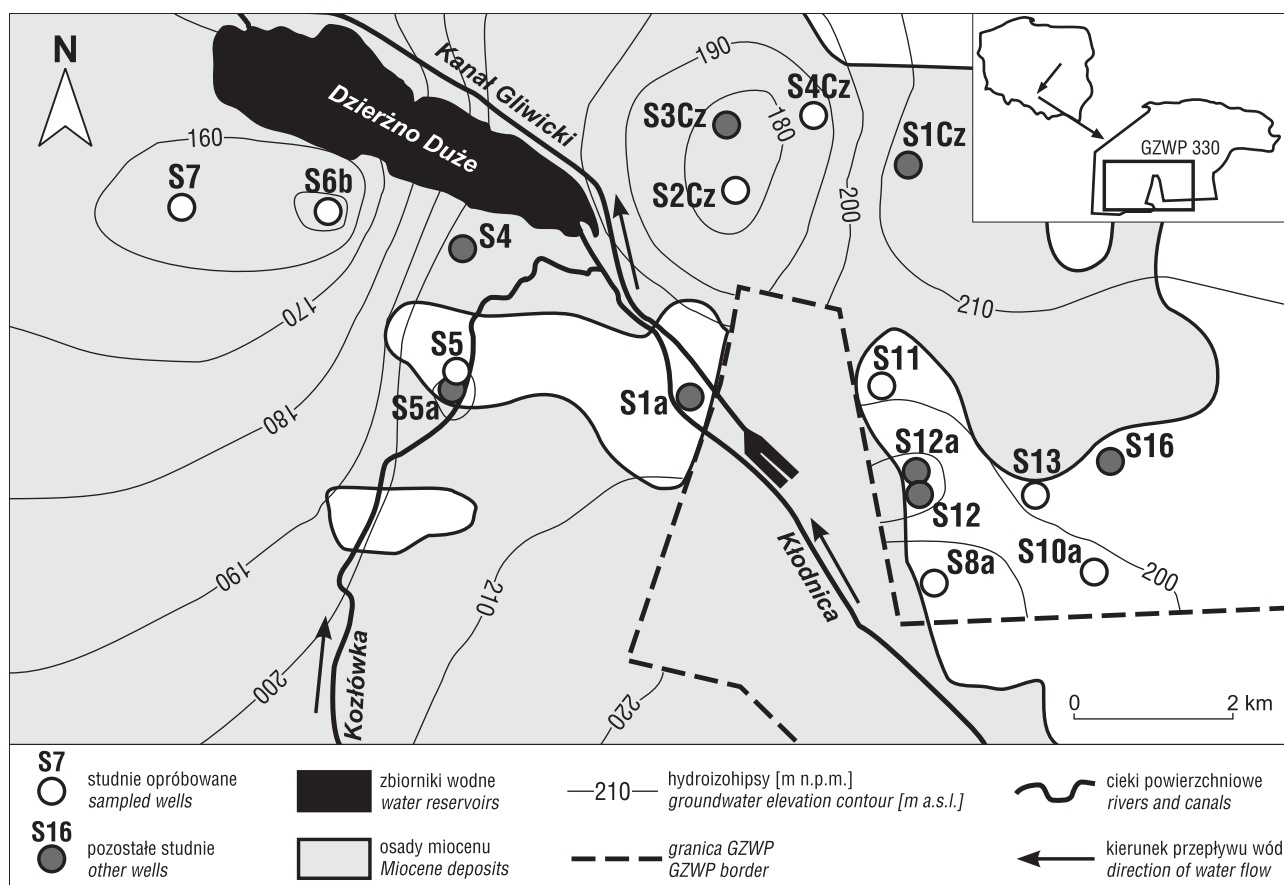 N
Kanał Gliwicki
Dzierżno Duże
190
S4Cz
S3Cz
180
S1Cz
GZWP 330
160
S7
S6b
S2Cz
200
S4
170
210
S5
S11
S5a
S1a
180
S12a
S16
S13
S12
Kłodnica
S8a
S10a
200
190
210
200
Kozłówka
220
0
2 km
S7
studnie opróbowane
sampled wells
zbiorniki wodne
water reservoirs
210
hydroizohipsy [m n.p.m.]
groundwater elevation contour [m a.s.l.]
cieki powierzchniowe
rivers and canals
S16
pozostałe studnie
other wells
osady miocenu
Miocene deposits
granica GZWP
GZWP border
kierunek przepływu wód
direction of water flow